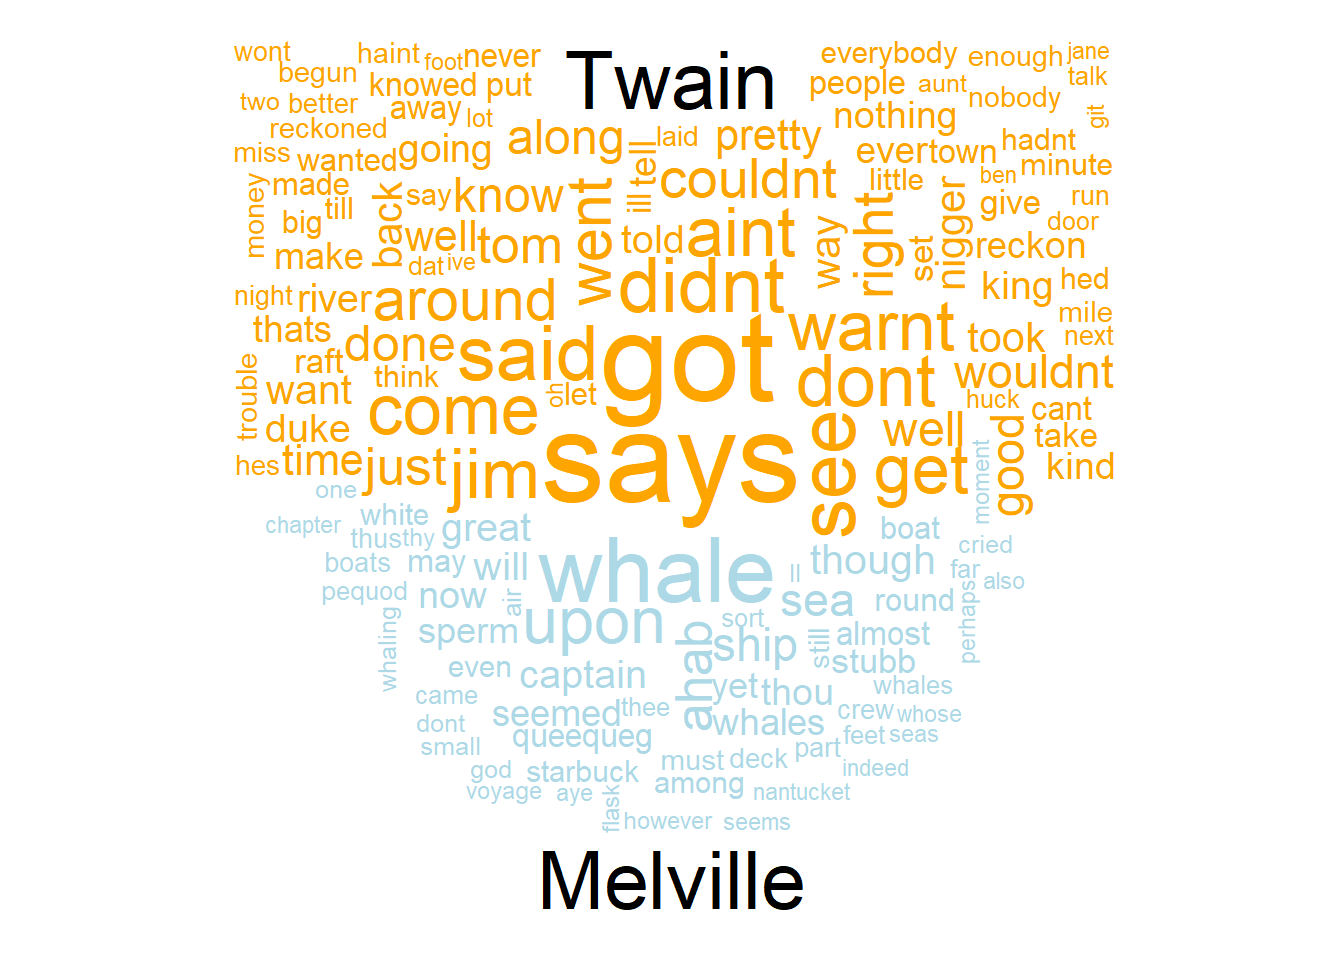 Twain
wont haint foot never everybody enough jane
begun knowed put people aunt talk
two better away lot nothing nobody git
reckoned going along laid pretty ever town hadnt
miss wanted tell couldnt little ben minute
money made back say know went ill right nigger give run
big till well tom told aint way set reckon door
make dat ive didnt king hed
night river around warnt mile
thats done said got took next
trouble raft think oh let dont wouldnt
want come huck cant
duke see well good take
hes time just jim says get kind
one moment
chapter white great boat cried
thus thy whale though
boats may will ll far also
pequod now air sea round perhaps
whaling sperm upon sort still almost
even captain ahab ship stubb
came yet thou whales
dont seemed thee whales crew whose
small queequeg must deck part feet seas
god starbuck among indeed
voyage aye flask nantucket
however seems
Melville